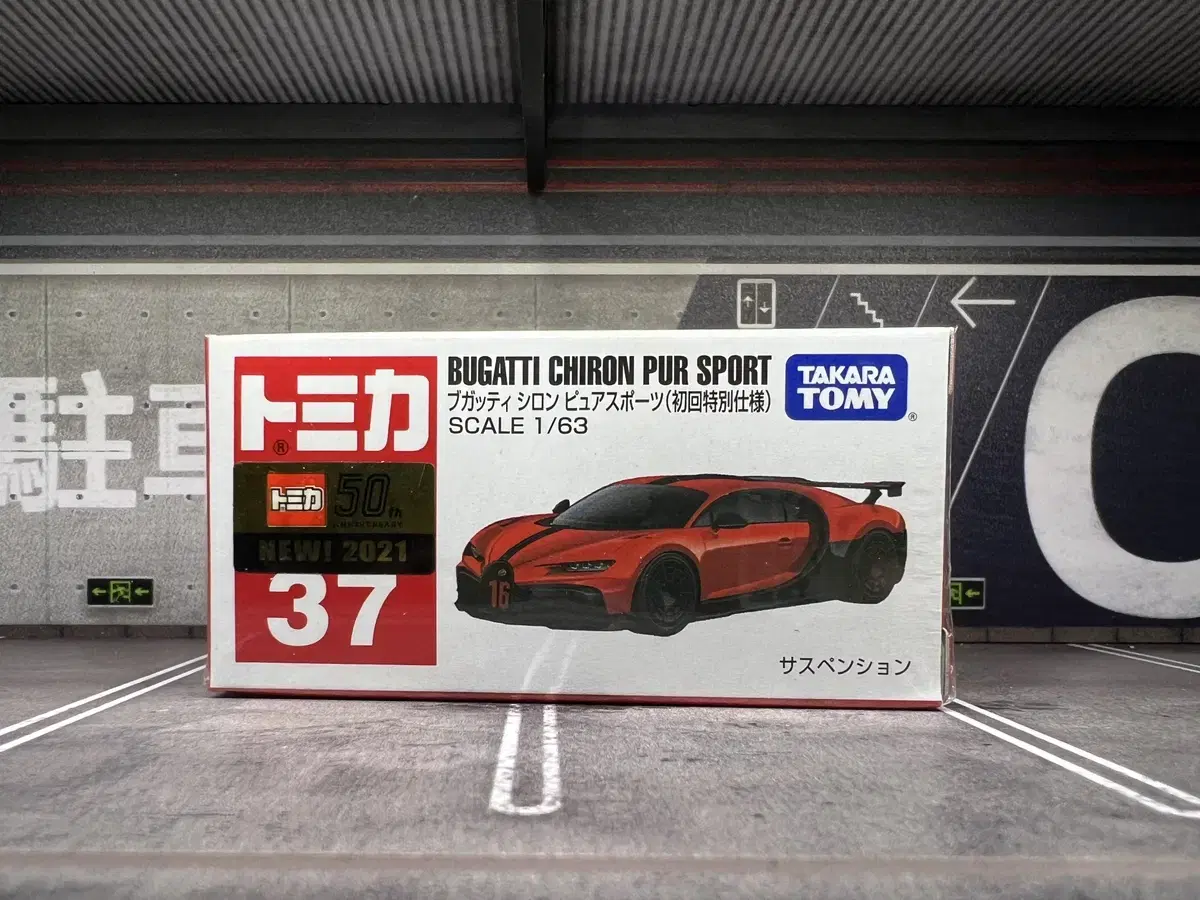 トミカ
®
トミカ 50th
ANNIVERSARY
NEW! 2021
37
BUGATTI CHIRON PUR SPORT
ブガッティ シロン ピュアスポーツ(初回特別仕様)
SCALE 1/63
TAKARA
TOMY
®
16
サスペンション
駐車